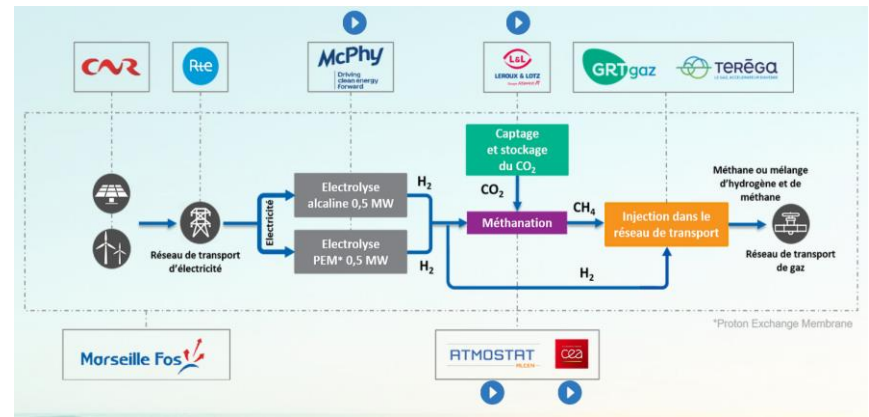 CNR
Rte
McPhy
Driving
clean energy
forward
L&L
LEROUX & LOTZ
GRTgaz
TERĒGA
Captage
et stockage
du CO₂
Electrolyse
alcaline 0,5 MW
H₂
CO₂
Méthane ou mélange
d'hydrogène et de
méthane
Electricité
Méthanation
CH₄
Injection dans le
réseau de transport
Réseau de transport
d'électricité
Electrolyse
PEM* 0,5 MW
H₂
H₂
Réseau de transport
de gaz
*Proton Exchange Membrane
Marseille Fos
ATMOSTAT
cea